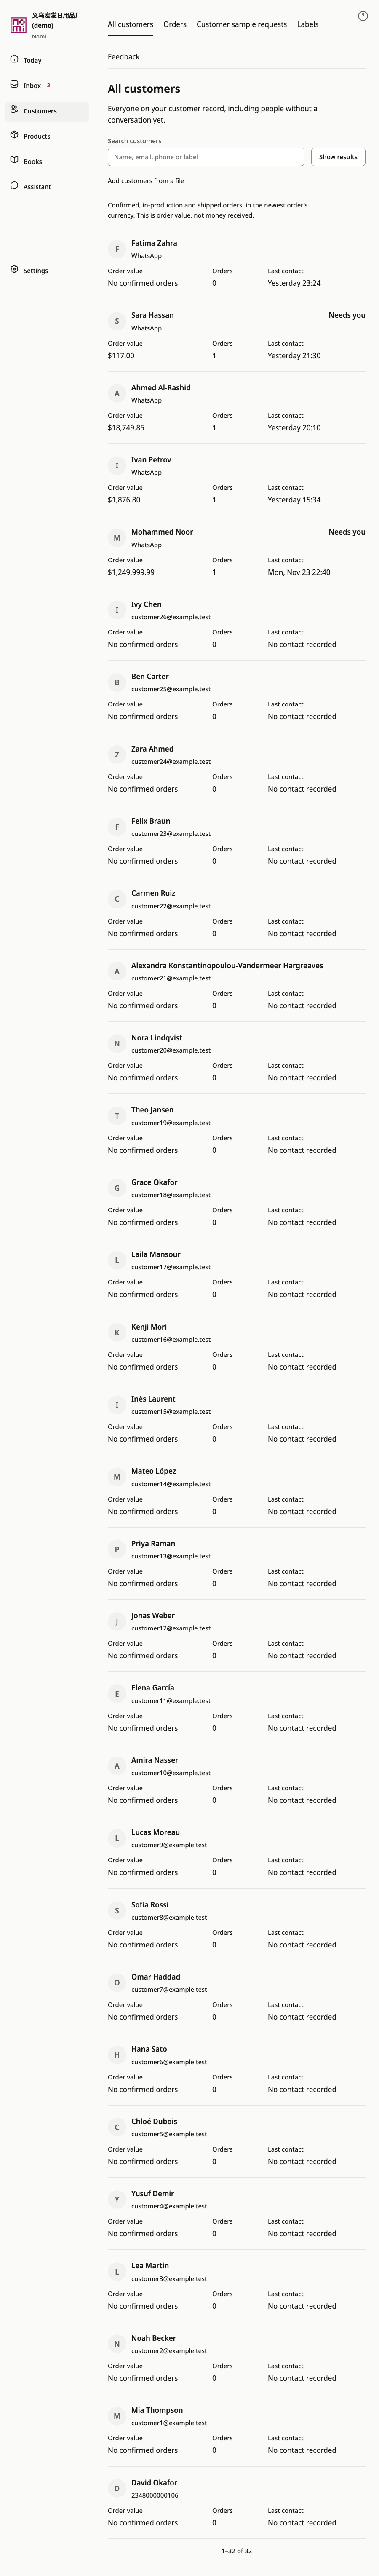 义乌宏发日用品厂
(demo)
Nomi
Today
Inbox 2
Customers
Products
Books
Assistant
Settings
All customers Orders Customer sample requests Labels
Feedback
All customers
Everyone on your customer record, including people without a
conversation yet.
Search customers
Name, email, phone or label
Show results
Add customers from a file
Confirmed, in-production and shipped orders, in the newest order's
currency. This is order value, not money received.
F
Fatima Zahra
WhatsApp
Order value Orders Last contact
No confirmed orders 0 Yesterday 23:24
S
Sara Hassan Needs you
WhatsApp
Order value Orders Last contact
$117.00 1 Yesterday 21:30
A
Ahmed Al-Rashid
WhatsApp
Order value Orders Last contact
$18,749.85 1 Yesterday 20:10
I
Ivan Petrov
WhatsApp
Order value Orders Last contact
$1,876.80 1 Yesterday 15:34
M
Mohammed Noor Needs you
WhatsApp
Order value Orders Last contact
$1,249,999.99 1 Mon, Nov 23 22:40
I
Ivy Chen
customer26@example.test
Order value Orders Last contact
No confirmed orders 0 No contact recorded
B
Ben Carter
customer25@example.test
Order value Orders Last contact
No confirmed orders 0 No contact recorded
Z
Zara Ahmed
customer24@example.test
Order value Orders Last contact
No confirmed orders 0 No contact recorded
F
Felix Braun
customer23@example.test
Order value Orders Last contact
No confirmed orders 0 No contact recorded
C
Carmen Ruiz
customer22@example.test
Order value Orders Last contact
No confirmed orders 0 No contact recorded
A
Alexandra Konstantinopoulou-Vandermeer Hargreaves
customer21@example.test
Order value Orders Last contact
No confirmed orders 0 No contact recorded
N
Nora Lindqvist
customer20@example.test
Order value Orders Last contact
No confirmed orders 0 No contact recorded
T
Theo Jansen
customer19@example.test
Order value Orders Last contact
No confirmed orders 0 No contact recorded
G
Grace Okafor
customer18@example.test
Order value Orders Last contact
No confirmed orders 0 No contact recorded
L
Laila Mansour
customer17@example.test
Order value Orders Last contact
No confirmed orders 0 No contact recorded
K
Kenji Mori
customer16@example.test
Order value Orders Last contact
No confirmed orders 0 No contact recorded
I
Inès Laurent
customer15@example.test
Order value Orders Last contact
No confirmed orders 0 No contact recorded
M
Mateo López
customer14@example.test
Order value Orders Last contact
No confirmed orders 0 No contact recorded
P
Priya Raman
customer13@example.test
Order value Orders Last contact
No confirmed orders 0 No contact recorded
J
Jonas Weber
customer12@example.test
Order value Orders Last contact
No confirmed orders 0 No contact recorded
E
Elena García
customer11@example.test
Order value Orders Last contact
No confirmed orders 0 No contact recorded
A
Amira Nasser
customer10@example.test
Order value Orders Last contact
No confirmed orders 0 No contact recorded
L
Lucas Moreau
customer9@example.test
Order value Orders Last contact
No confirmed orders 0 No contact recorded
S
Sofia Rossi
customer8@example.test
Order value Orders Last contact
No confirmed orders 0 No contact recorded
O
Omar Haddad
customer7@example.test
Order value Orders Last contact
No confirmed orders 0 No contact recorded
H
Hana Sato
customer6@example.test
Order value Orders Last contact
No confirmed orders 0 No contact recorded
C
Chloé Dubois
customer5@example.test
Order value Orders Last contact
No confirmed orders 0 No contact recorded
Y
Yusuf Demir
customer4@example.test
Order value Orders Last contact
No confirmed orders 0 No contact recorded
L
Lea Martin
customer3@example.test
Order value Orders Last contact
No confirmed orders 0 No contact recorded
N
Noah Becker
customer2@example.test
Order value Orders Last contact
No confirmed orders 0 No contact recorded
M
Mia Thompson
customer1@example.test
Order value Orders Last contact
No confirmed orders 0 No contact recorded
D
David Okafor
2348000000106
Order value Orders Last contact
No confirmed orders 0 No contact recorded
1–32 of 32